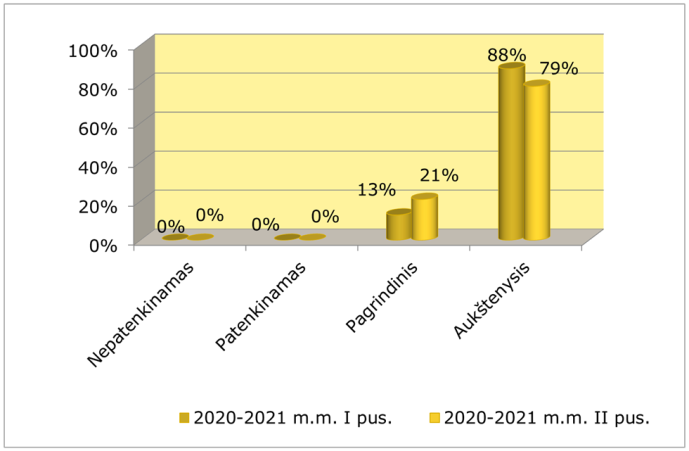 100%
80%
60%
40%
20%
0%
0%
0%
0%
0%
13%
21%
88%
79%
Nepatenkinamas
Patenkinamas
Pagrindinis
Aukštenysis
2020-2021 m.m. I pus.
2020-2021 m.m. II pus.